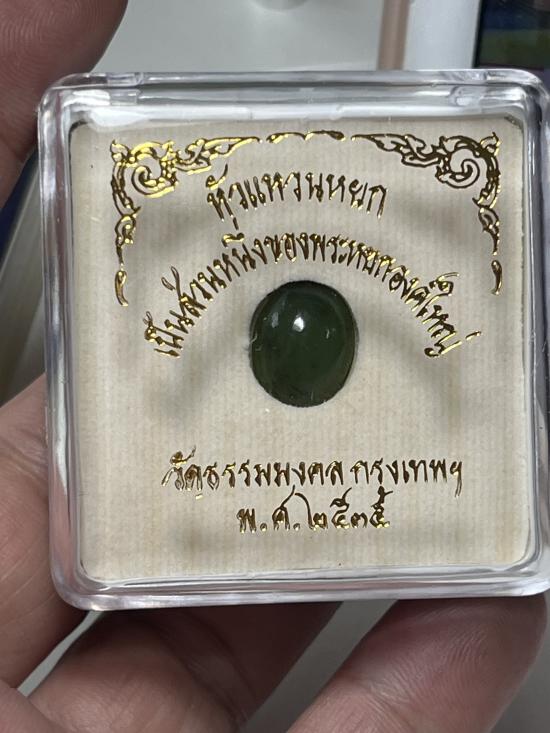 หัวแหวนหยก
เป็นส่วนหนึ่งของพระหยกองค์ใหญ่
วัดธรรมมงคล กรุงเทพฯ
พ.ศ.๒๕๓๕